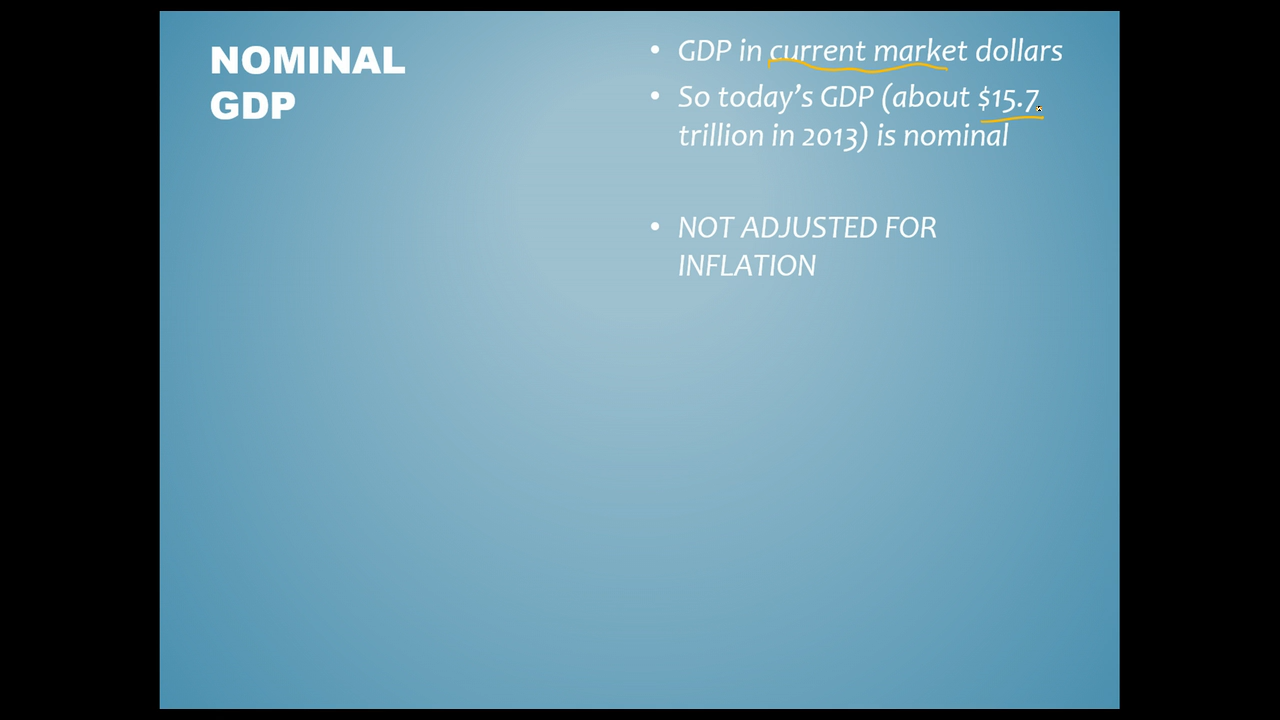 NOMINAL
GDP
• GDP in current market dollars
• So today's GDP (about $15.7
trillion in 2013) is nominal
• NOT ADJUSTED FOR
INFLATION